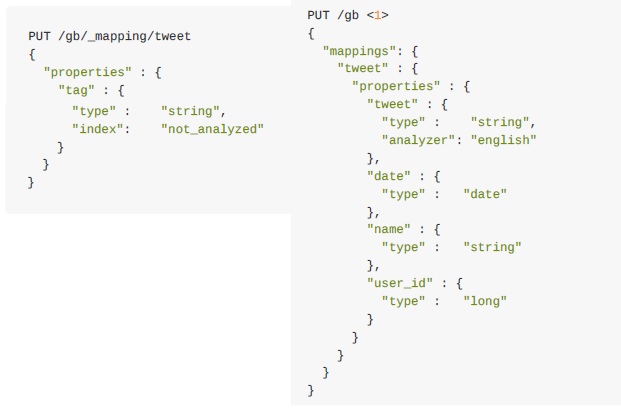 PUT /gb/_mapping/tweet
{
  "properties" : {
    "tag" : {
      "type" :    "string",
      "index":    "not_analyzed"
    }
  }
}
PUT /gb <1>
{
  "mappings": {
    "tweet" : {
      "properties" : {
        "tweet" : {
          "type" :    "string",
          "analyzer": "english"
        },
        "date" : {
          "type" :   "date"
        },
        "name" : {
          "type" :   "string"
        },
        "user_id" : {
          "type" :   "long"
        }
      }
    }
  }
}